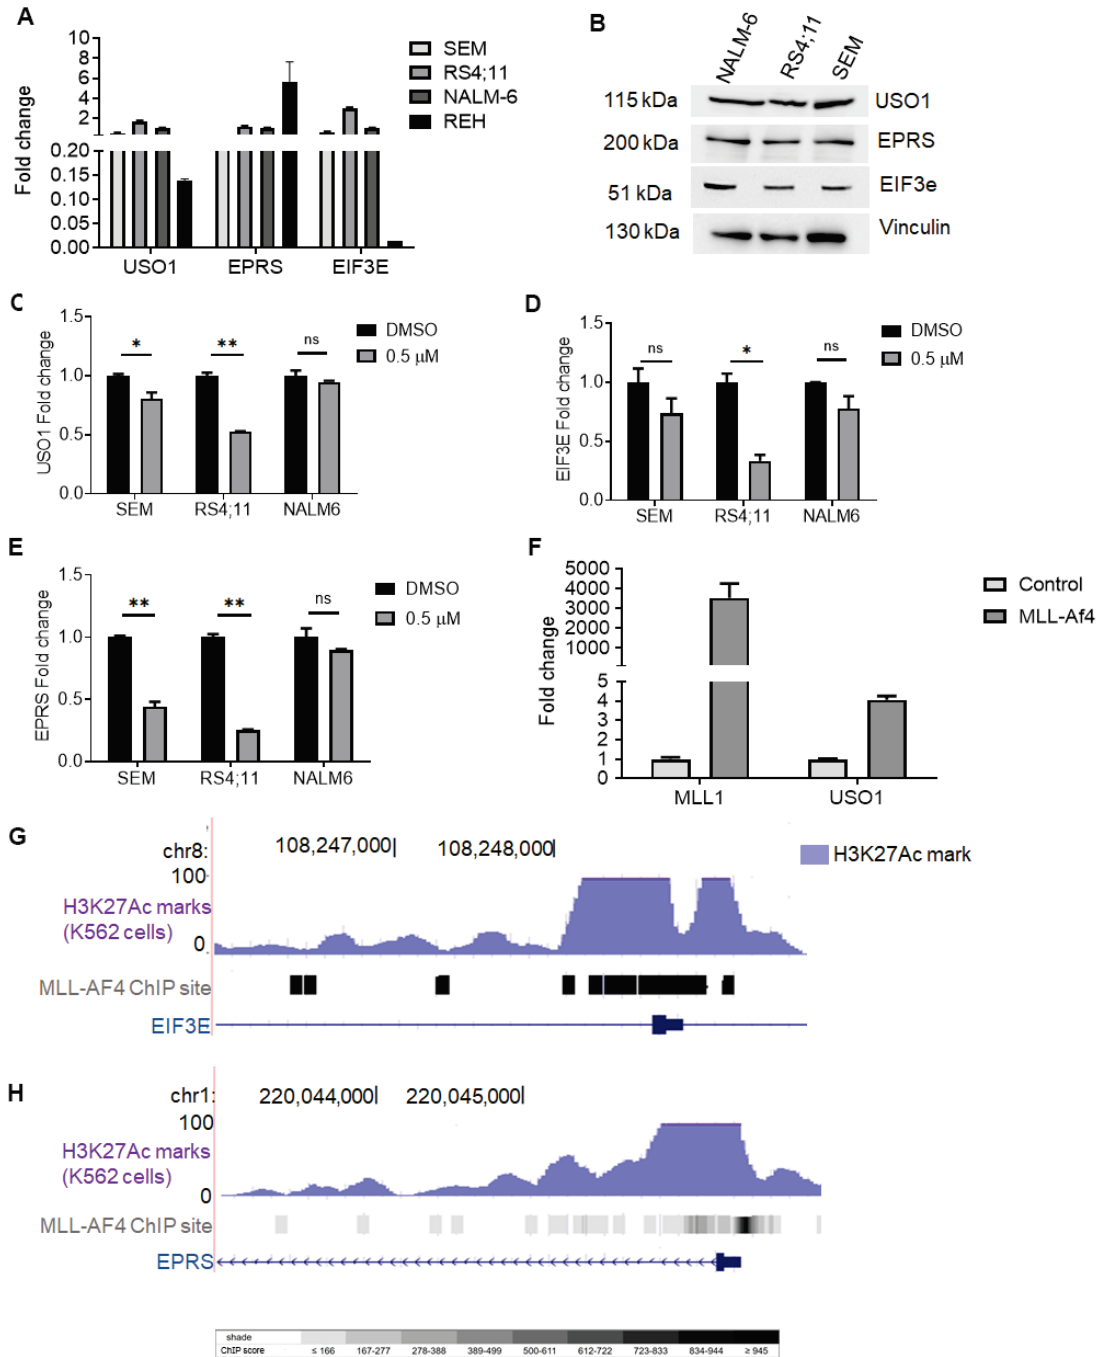 A
10
8
6
4
2
0.20
0.15
0.10
0.05
0.00
Fold change
USO1 EPRS EIF3E
SEM
RS4;11
NALM-6
REH
B
NALM-6 RS4;11 SEM
115 kDa USO1
200 kDa EPRS
51 kDa EIF3e
130 kDa Vinculin
C
1.5
1.0
0.5
0.0
USO1 Fold change
* ** ns
SEM RS4;11 NALM6
DMSO
0.5 μM
D
1.5
1.0
0.5
0.0
EIF3E Fold change
ns * ns
SEM RS4;11 NALM6
DMSO
0.5 μM
E
1.5
1.0
0.5
0.0
EPRS Fold change
** ** ns
SEM RS4;11 NALM6
DMSO
0.5 μM
F
5000
4000
3000
2000
1000
5
4
3
2
1
0
Fold change
MLL1 USO1
Control
MLL-Af4
G
chr8: 108,247,000 108,248,000
H3K27Ac mark
100
H3K27Ac marks
(K562 cells)
0
MLL-AF4 ChIP site
EIF3E
H
chr1: 220,044,000 220,045,000
100
H3K27Ac marks
(K562 cells)
0
MLL-AF4 ChIP site
EPRS
shade
ChIP score ≤ 166 167-277 278-388 389-499 500-611 612-722 723-833 834-944 ≥ 945